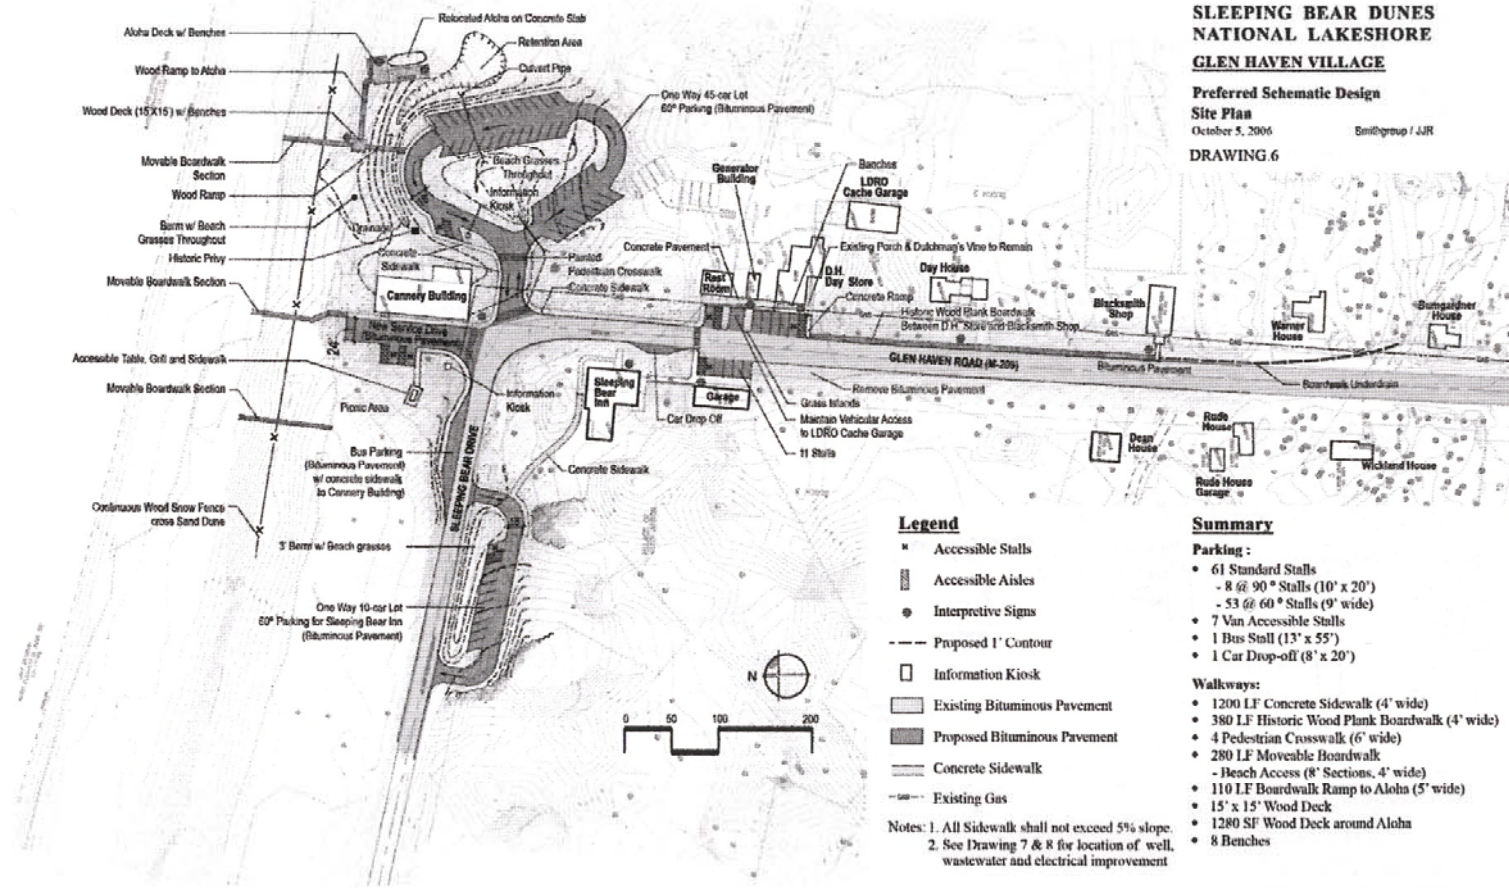 SLEEPING BEAR DUNES
NATIONAL LAKESHORE
GLEN HAVEN VILLAGE
Preferred Schematic Design
Site Plan
October 5, 2006
Smithgroup / JJR
DRAWING 6
Relocated Aloha on Concrete Slab
Aloha Deck w/ Benches
Retention Area
Wood Ramp to Aloha
Culvert Pipe
Wood Deck (15'X15') w/ Benches
One Way 45-car Lot
60° Parking (Bituminous Pavement)
Movable Boardwalk
Section
Wood Ramp
Berm w/ Beach
Grasses Throughout
Historic Privy
Movable Boardwalk Section
Beach Grasses
Throughout
Information
Kiosk
Drainage
Concrete
Sidewalk
Cannery Building
Painted
Pedestrian Crosswalk
Concrete Sidewalk
Generator
Building
Benches
LDRO
Cache Garage
Concrete Pavement
Existing Porch & Dutchman's Vine to Remain
Rest
Room
D.H.
Day Store
Day House
Concrete Ramp
Historic Wood Plank Boardwalk
Between D.H. Store and Blacksmith Shop
Blacksmith
Shop
Warner
House
Bumgardner
House
New Service Drive
(Bituminous Pavement)
24'
Accessible Table, Grill and Sidewalk
Movable Boardwalk Section
Picnic Area
Information
Kiosk
Sleeping
Bear
Inn
Garage
Car Drop Off
GLEN HAVEN ROAD (M-209)
Remove Bituminous Pavement
Bituminous Pavement
Boardwalk Underdrain
Grass Islands
Maintain Vehicular Access
to LDRO Cache Garage
11 Stalls
Dean
House
Rude
House
Rude House
Garage
Wickland House
Bus Parking
(Bituminous Pavement)
w/ concrete sidewalk
to Cannery Building)
Concrete Sidewalk
SLEEPING BEAR DRIVE
Continuous Wood Snow Fence
cross Sand Dune
3' Berm w/ Beach grasses
18'
One Way 10-car Lot
60° Parking for Sleeping Bear Inn
(Bituminous Pavement)
N
0 50 100 200
Legend
Accessible Stalls
Accessible Aisles
Interpretive Signs
Proposed 1' Contour
Information Kiosk
Existing Bituminous Pavement
Proposed Bituminous Pavement
Concrete Sidewalk
GAS Existing Gas
Notes: 1. All Sidewalk shall not exceed 5% slope.
2. See Drawing 7 & 8 for location of well,
wastewater and electrical improvement
Summary
Parking :
• 61 Standard Stalls
- 8 @ 90° Stalls (10' x 20')
- 53 @ 60° Stalls (9' wide)
• 7 Van Accessible Stalls
• 1 Bus Stall (13' x 55')
• 1 Car Drop-off (8' x 20')
Walkways:
• 1200 LF Concrete Sidewalk (4' wide)
• 380 LF Historic Wood Plank Boardwalk (4' wide)
• 4 Pedestrian Crosswalk (6' wide)
• 280 LF Moveable Boardwalk
- Beach Access (8' Sections, 4' wide)
• 110 LF Boardwalk Ramp to Aloha (5' wide)
• 15' x 15' Wood Deck
• 1280 SF Wood Deck around Aloha
• 8 Benches